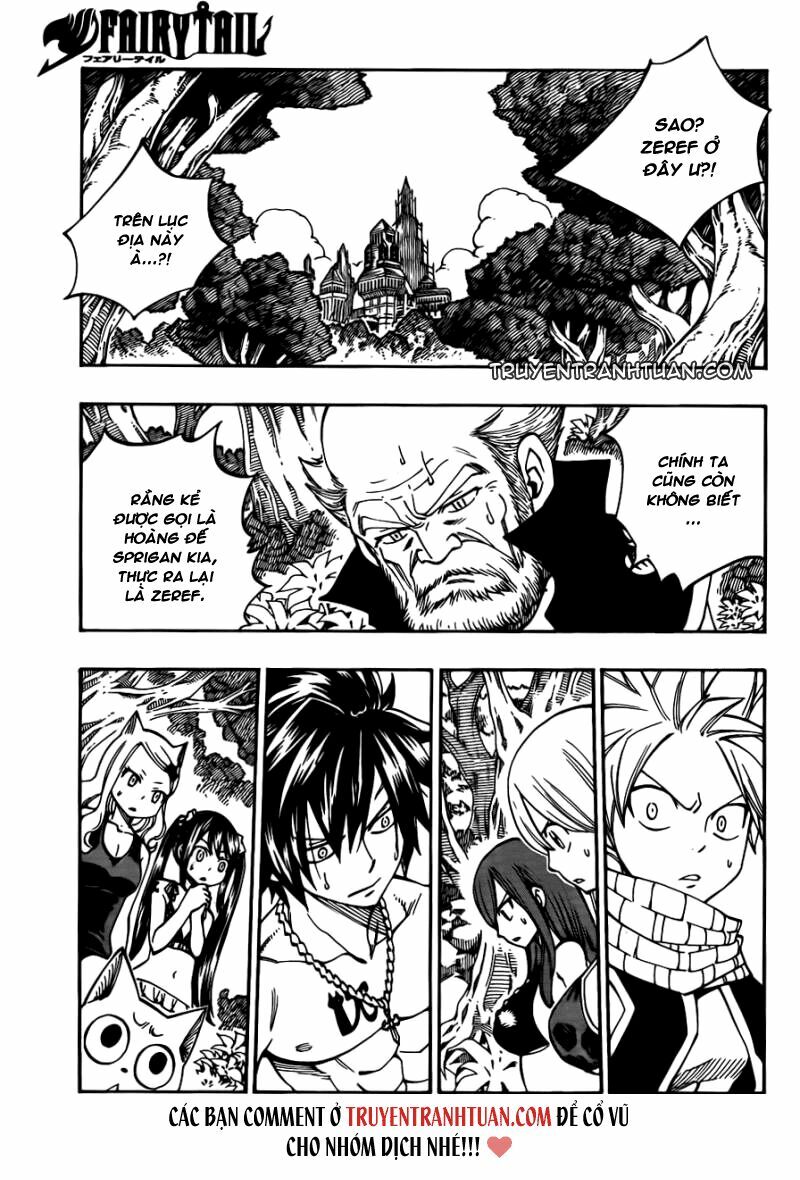 FAIRY TAIL
フェアリーテイル
SAO?
ZEREF Ở
ĐÂY Ư?!
TRÊN LỤC
ĐỊA NÀY
À...?!
TRUYENTRANHTUAN.COM
CHÍNH TA
CŨNG CÒN
KHÔNG BIẾT
...
RẰNG KẺ
ĐƯỢC GỌI LÀ
HOÀNG ĐẾ
SPRIGAN KIA,
THỰC RA LẠI
LÀ ZEREF.
CÁC BẠN COMMENT Ở TRUYENTRANHTUAN.COM ĐỂ CỔ VŨ
CHO NHÓM DỊCH NHÉ!!! ❤